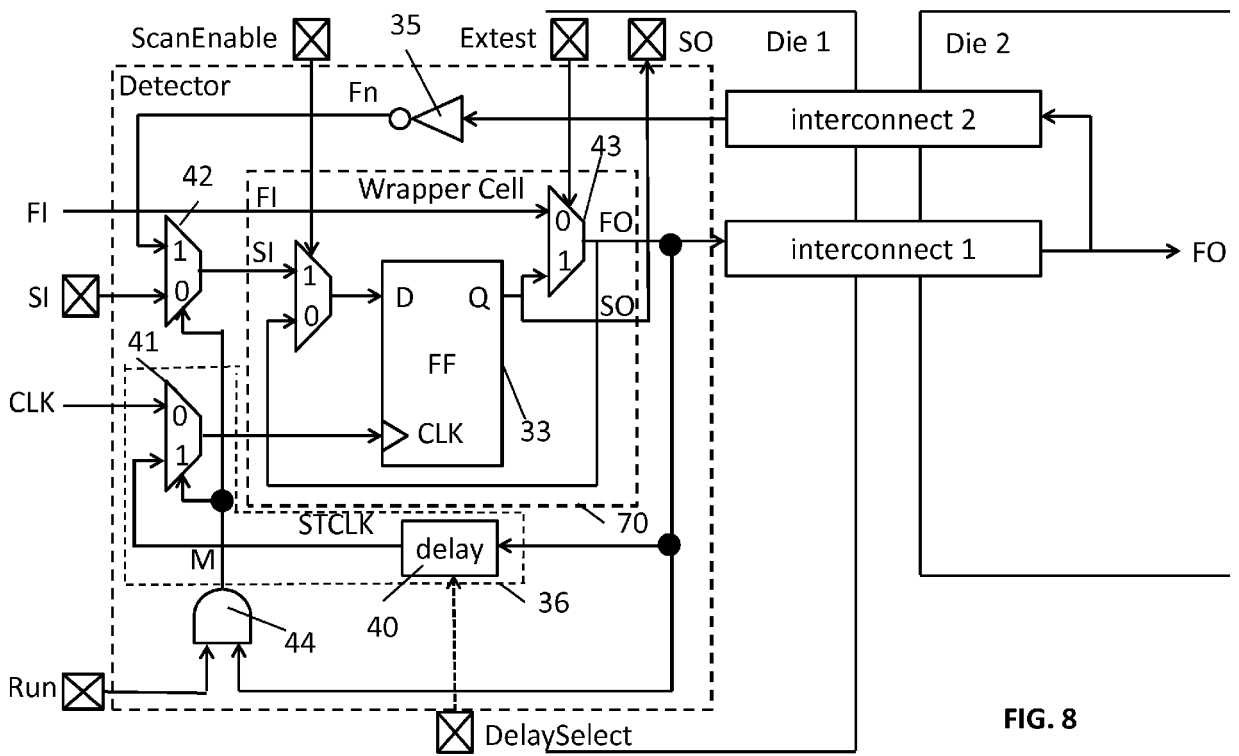 ScanEnable
35
Extest
SO
Die 1
Die 2
Detector
Fn
interconnect 2
42
43
Wrapper Cell
FI
FI
0
FO
1
SI
interconnect 1
FO
1
SI
0
1
D
Q
SO
0
41
FF
CLK
0
CLK
33
1
STCLK
70
M
delay
36
40
44
Run
DelaySelect
FIG. 8